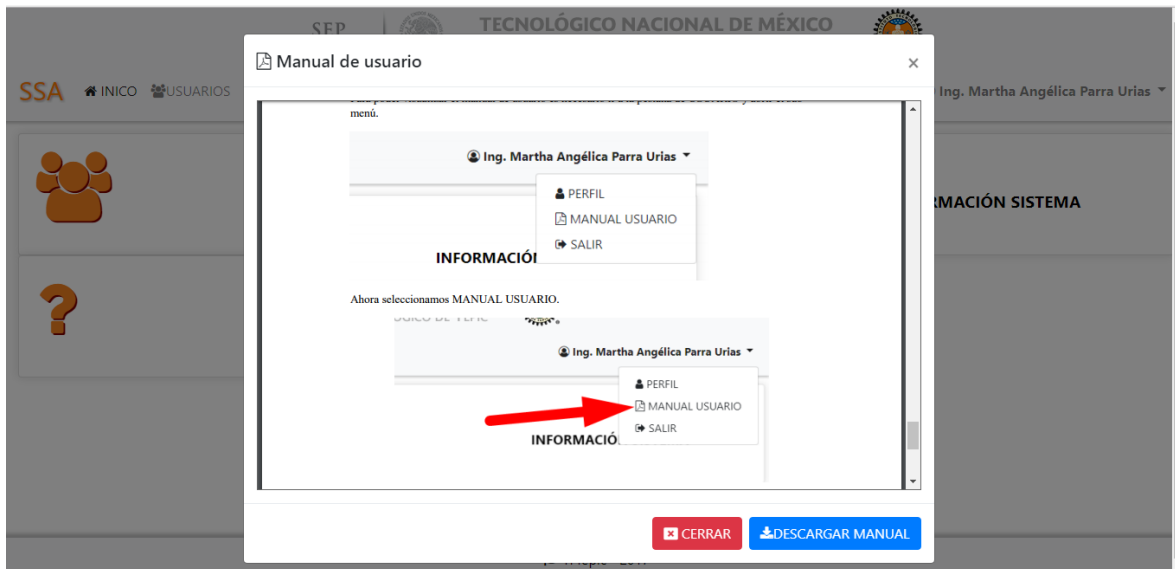 SEP TECNOLÓGICO NACIONAL DE MÉXICO
Manual de usuario ×
SSA INICO USUARIOS Ing. Martha Angélica Parra Urias
menú.
Ing. Martha Angélica Parra Urias
PERFIL
MANUAL USUARIO
SALIR
INFORMACIÓ
RMACIÓN SISTEMA
Ahora seleccionamos MANUAL USUARIO.
Ing. Martha Angélica Parra Urias
PERFIL
MANUAL USUARIO
SALIR
INFORMACIÓ
CERRAR DESCARGAR MANUAL